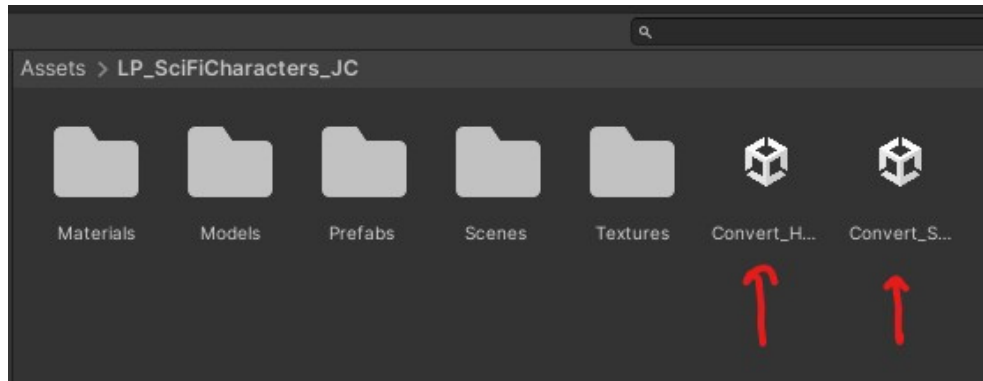 Assets > LP_SciFiCharacters_JC
Materials Models Prefabs Scenes Textures Convert_H... Convert_S...